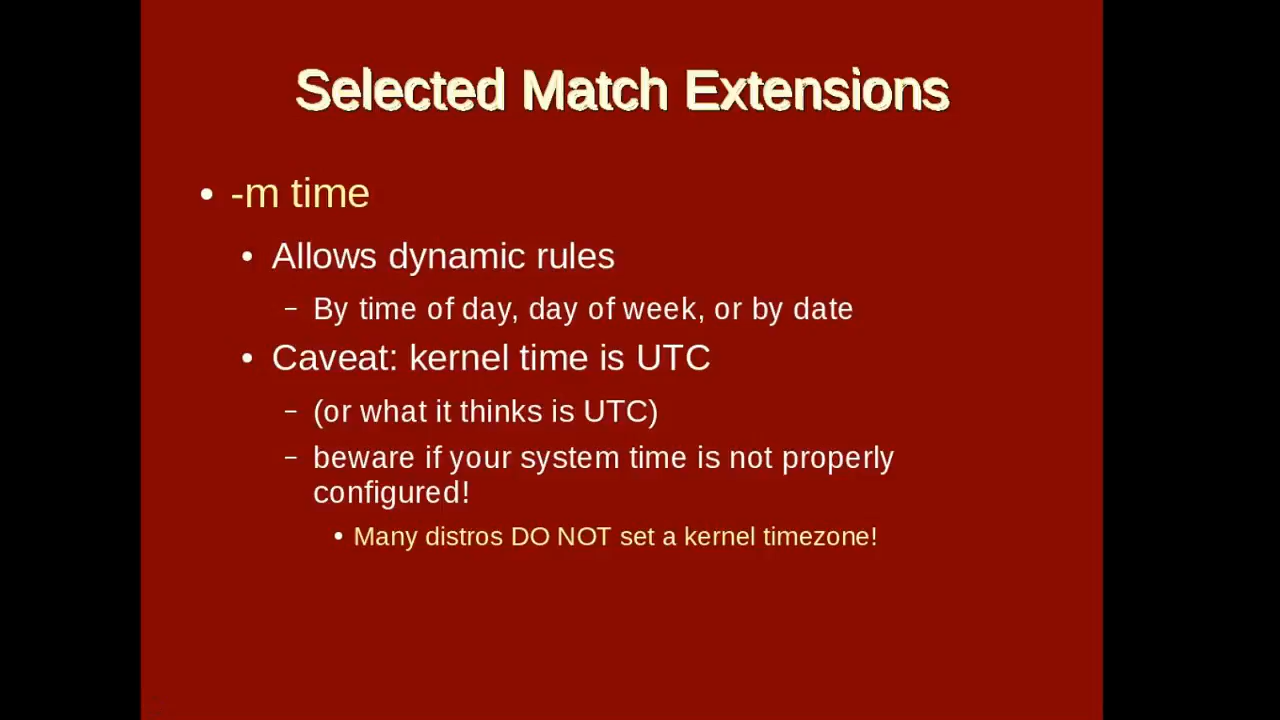 Selected Match Extensions
• -m time
• Allows dynamic rules
– By time of day, day of week, or by date
• Caveat: kernel time is UTC
– (or what it thinks is UTC)
– beware if your system time is not properly
configured!
• Many distros DO NOT set a kernel timezone!